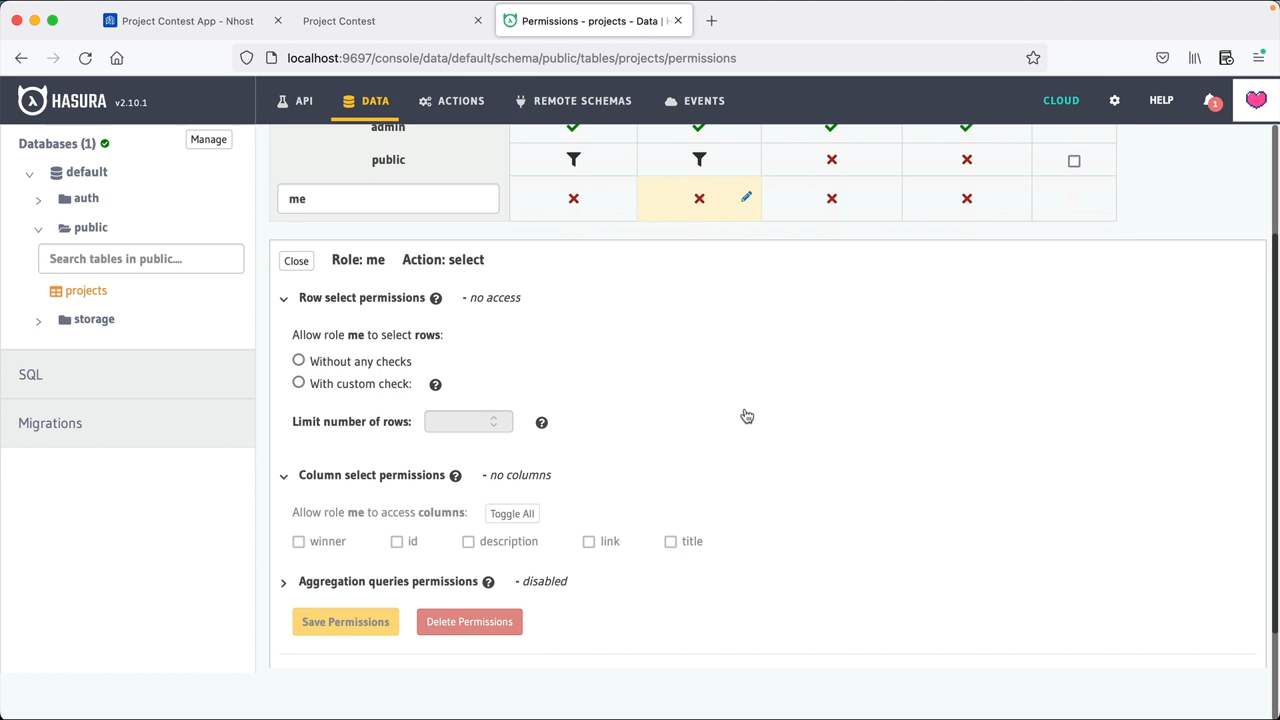 Project Contest App - Nhost
Project Contest
Permissions - projects - Data | H
localhost:9697/console/data/default/schema/public/tables/projects/permissions
HASURA v2.10.1
API
DATA
ACTIONS
REMOTE SCHEMAS
EVENTS
CLOUD
HELP
1
Databases (1)
Manage
default
auth
public
Search tables in public....
projects
storage
SQL
Migrations
admin
public
me
Close
Role: me
Action: select
Row select permissions
- no access
Allow role me to select rows:
Without any checks
With custom check:
Limit number of rows:
Column select permissions
- no columns
Allow role me to access columns:
Toggle All
winner
id
description
link
title
Aggregation queries permissions
- disabled
Save Permissions
Delete Permissions